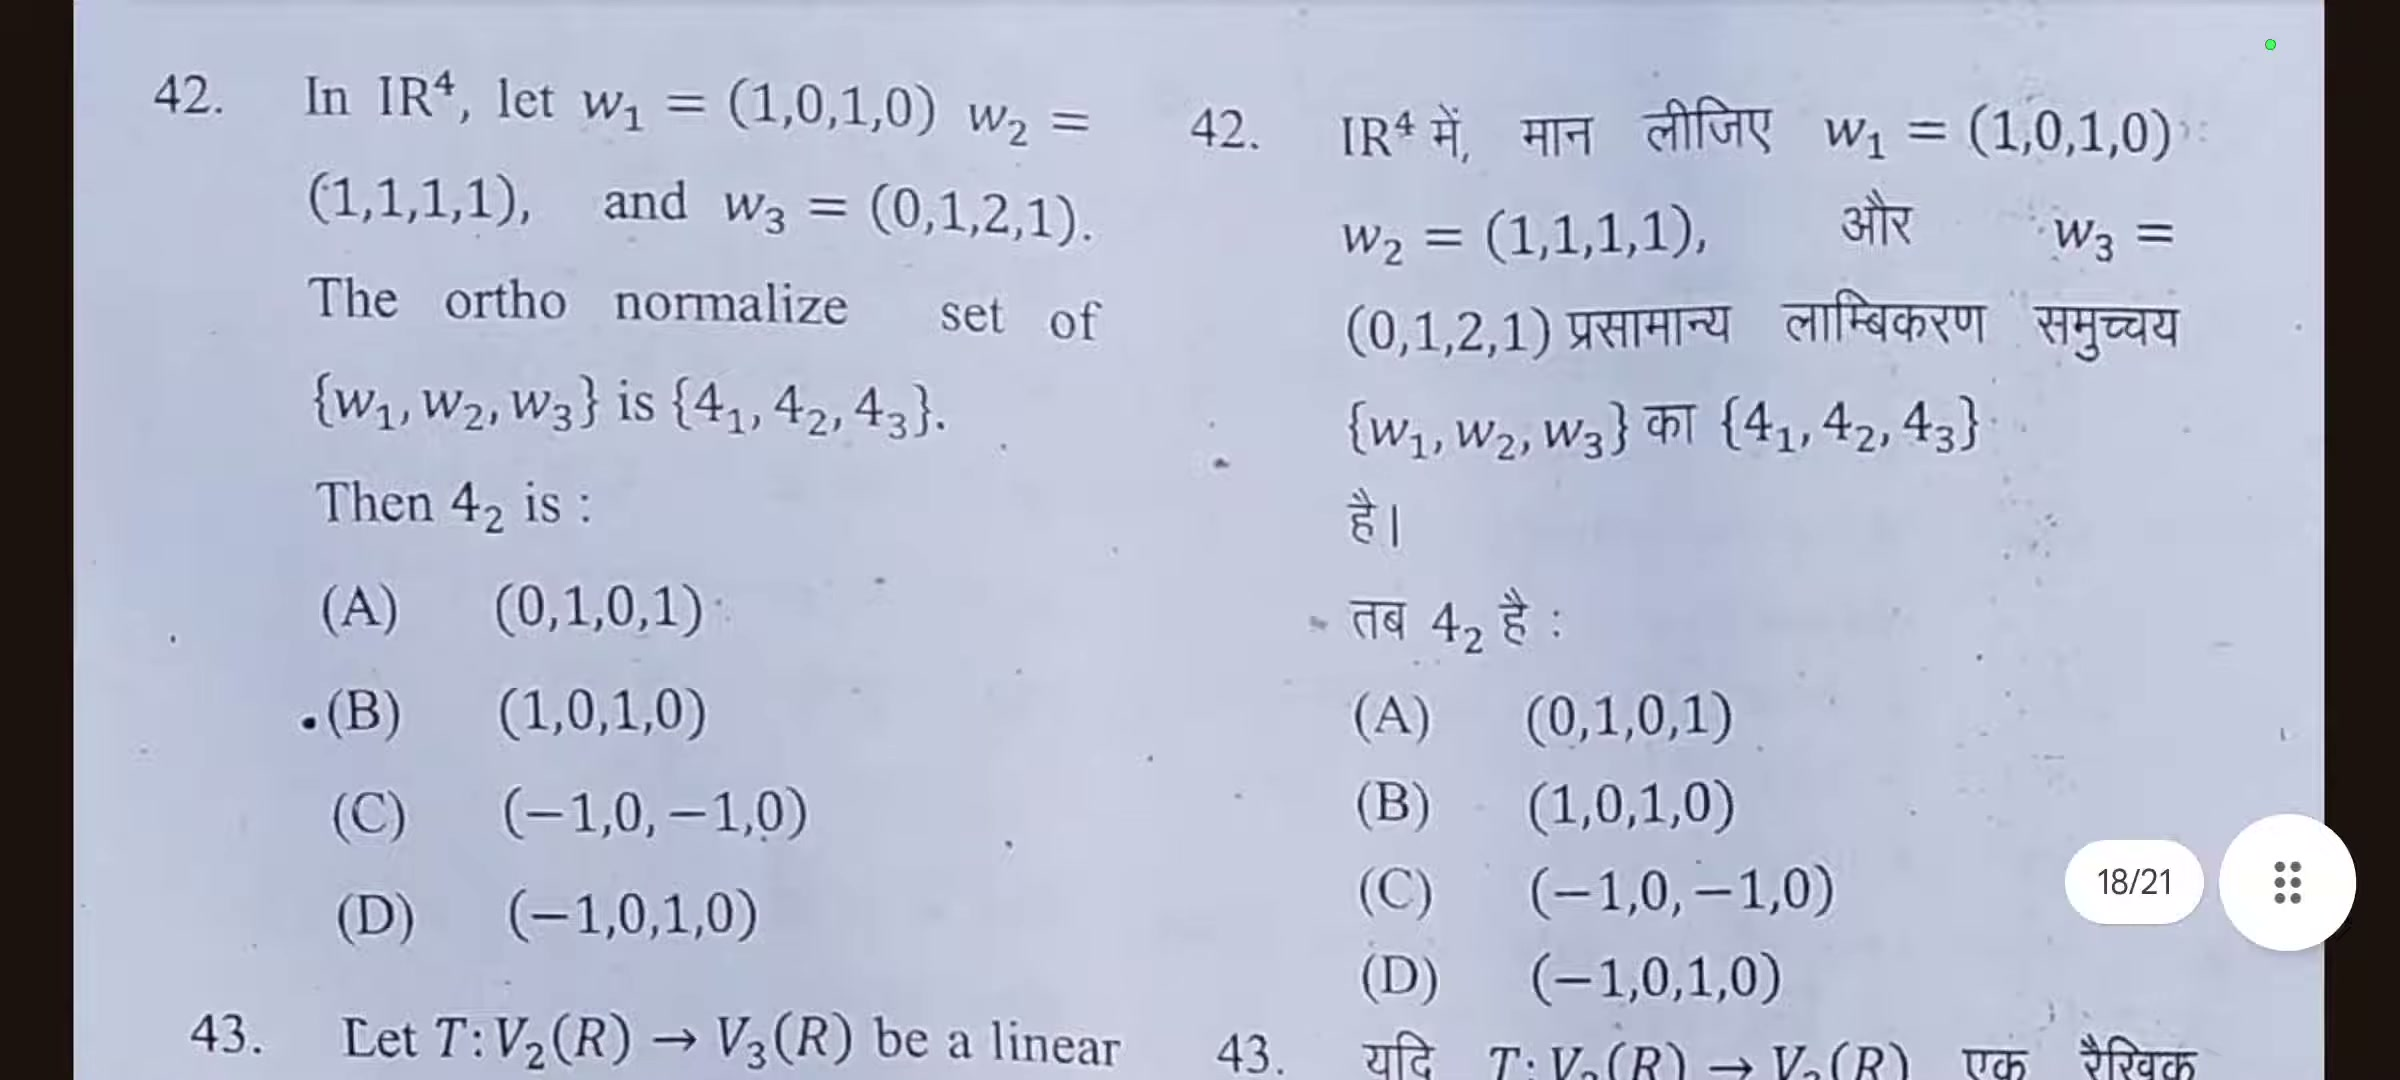 42. In IR⁴, let w₁ = (1,0,1,0) w₂ =
(1,1,1,1), and w₃ = (0,1,2,1).
The ortho normalize set of
{w₁, w₂, w₃} is {4₁, 4₂, 4₃}.
Then 4₂ is :
(A) (0,1,0,1)
(B) (1,0,1,0)
(C) (−1,0,−1,0)
(D) (−1,0,1,0)
43. Let T:V₂(R) → V₃(R) be a linear
42. IR⁴ में, मान लीजिए w₁ = (1,0,1,0)
w₂ = (1,1,1,1), और w₃ =
(0,1,2,1) प्रसामान्य लाम्बिकरण समुच्चय
{w₁, w₂, w₃} का {4₁, 4₂, 4₃}
है।
तब 4₂ है :
(A) (0,1,0,1)
(B) (1,0,1,0)
(C) (−1,0,−1,0)
(D) (−1,0,1,0)
43. यदि T:V₂(R) → V₃(R) एक रैखिक
18/21